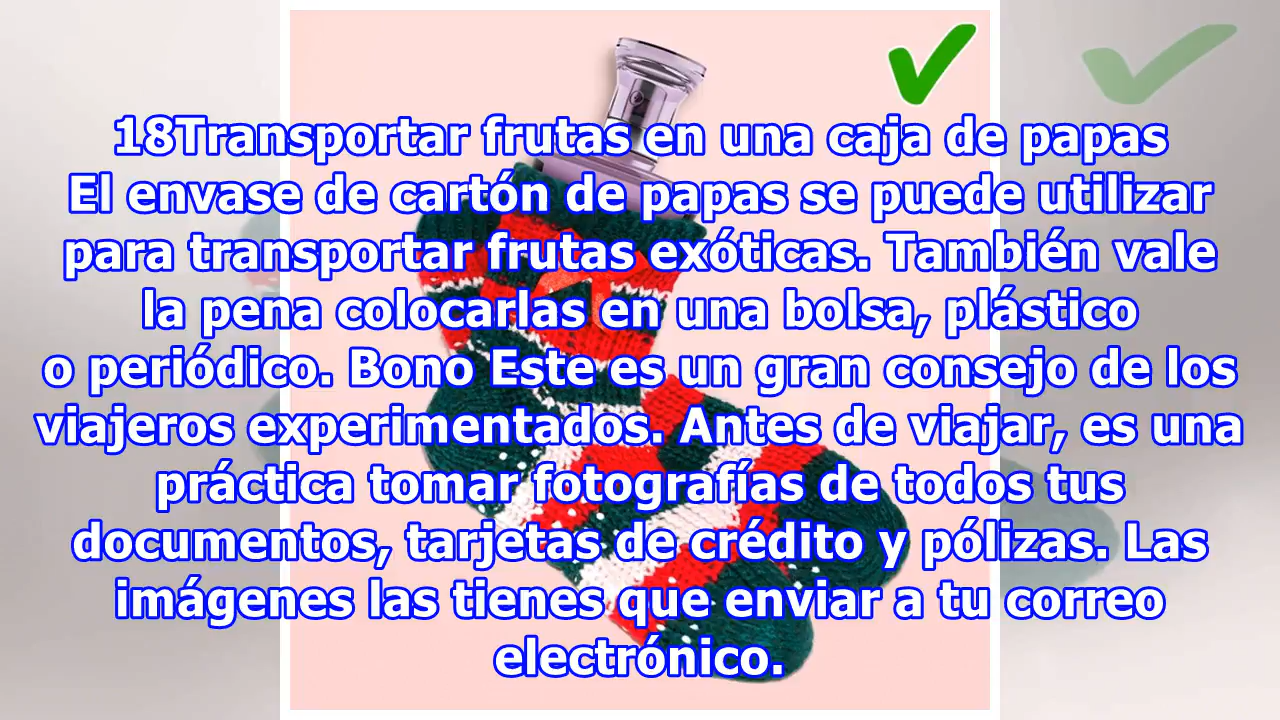 18Transportar frutas en una caja de papas
El envase de cartón de papas se puede utilizar
para transportar frutas exóticas. También vale
la pena colocarlas en una bolsa, plástico
o periódico. Bono Este es un gran consejo de los
viajeros experimentados. Antes de viajar, es una
práctica tomar fotografías de todos tus
documentos, tarjetas de crédito y pólizas. Las
imágenes las tienes que enviar a tu correo
electrónico.